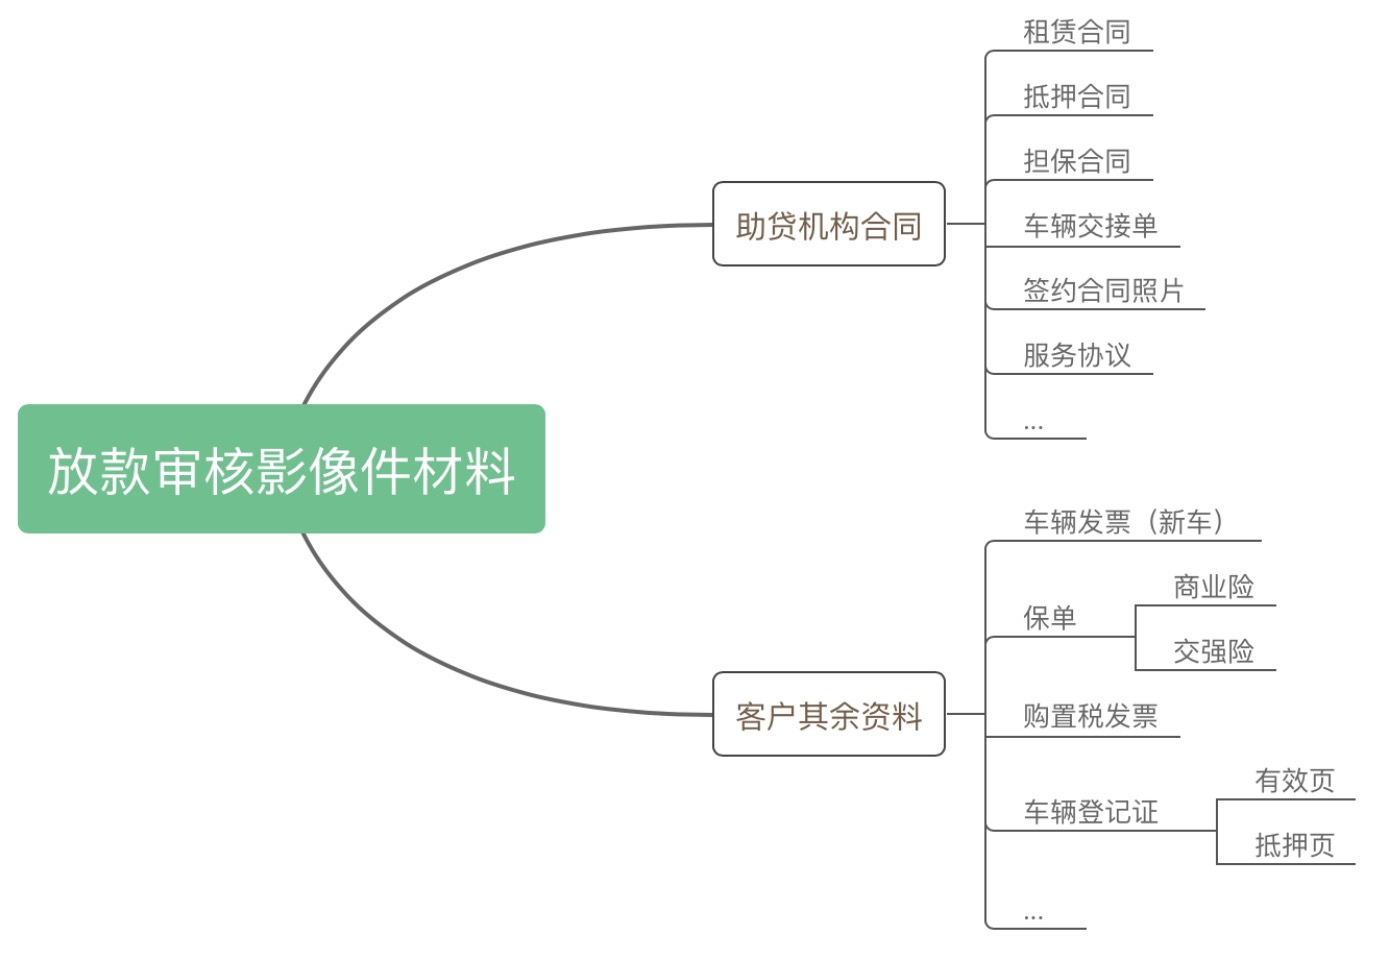 放款审核影像件材料
助贷机构合同
租赁合同
抵押合同
担保合同
车辆交接单
签约合同照片
服务协议
...
客户其余资料
车辆发票（新车）
保单
商业险
交强险
购置税发票
车辆登记证
有效页
抵押页
...